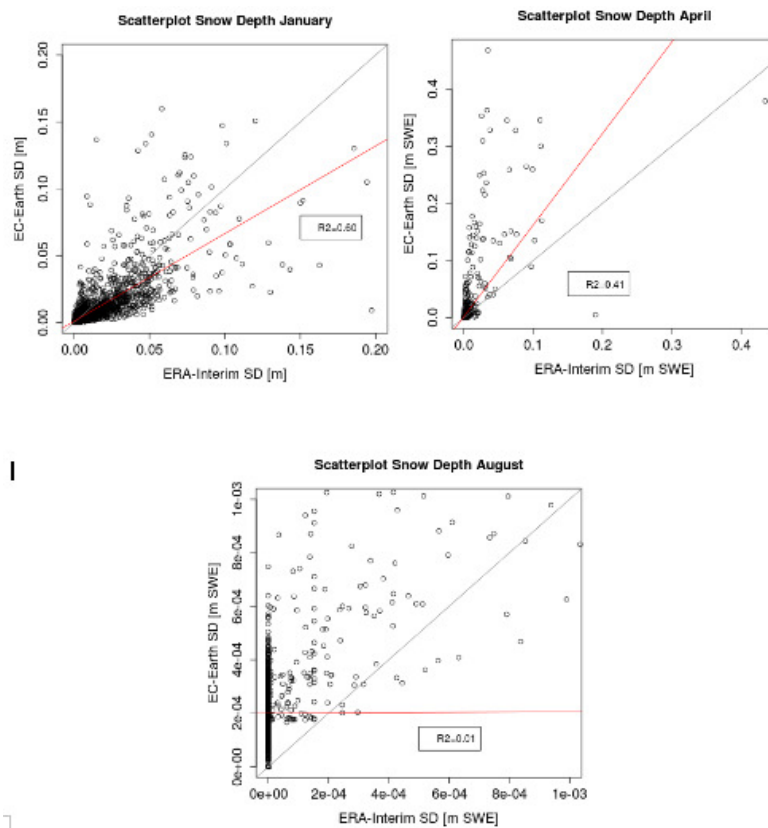 Scatterplot Snow Depth January
0.20
0.15
0.10
0.05
0.00
EC-Earth SD [m]
R2=0.60
0.00 0.05 0.10 0.15 0.20
ERA-Interim SD [m]
Scatterplot Snow Depth April
0.4
0.3
0.2
0.1
0.0
EC-Earth SD [m SWE]
R2=0.41
0.0 0.1 0.2 0.3 0.4
ERA-Interim SD [m SWE]
I
Scatterplot Snow Depth August
1e-03
8e-04
6e-04
4e-04
2e-04
0e+00
EC-Earth SD [m SWE]
R2=0.01
0e+00 2e-04 4e-04 6e-04 8e-04 1e-03
ERA-Interim SD [m SWE]